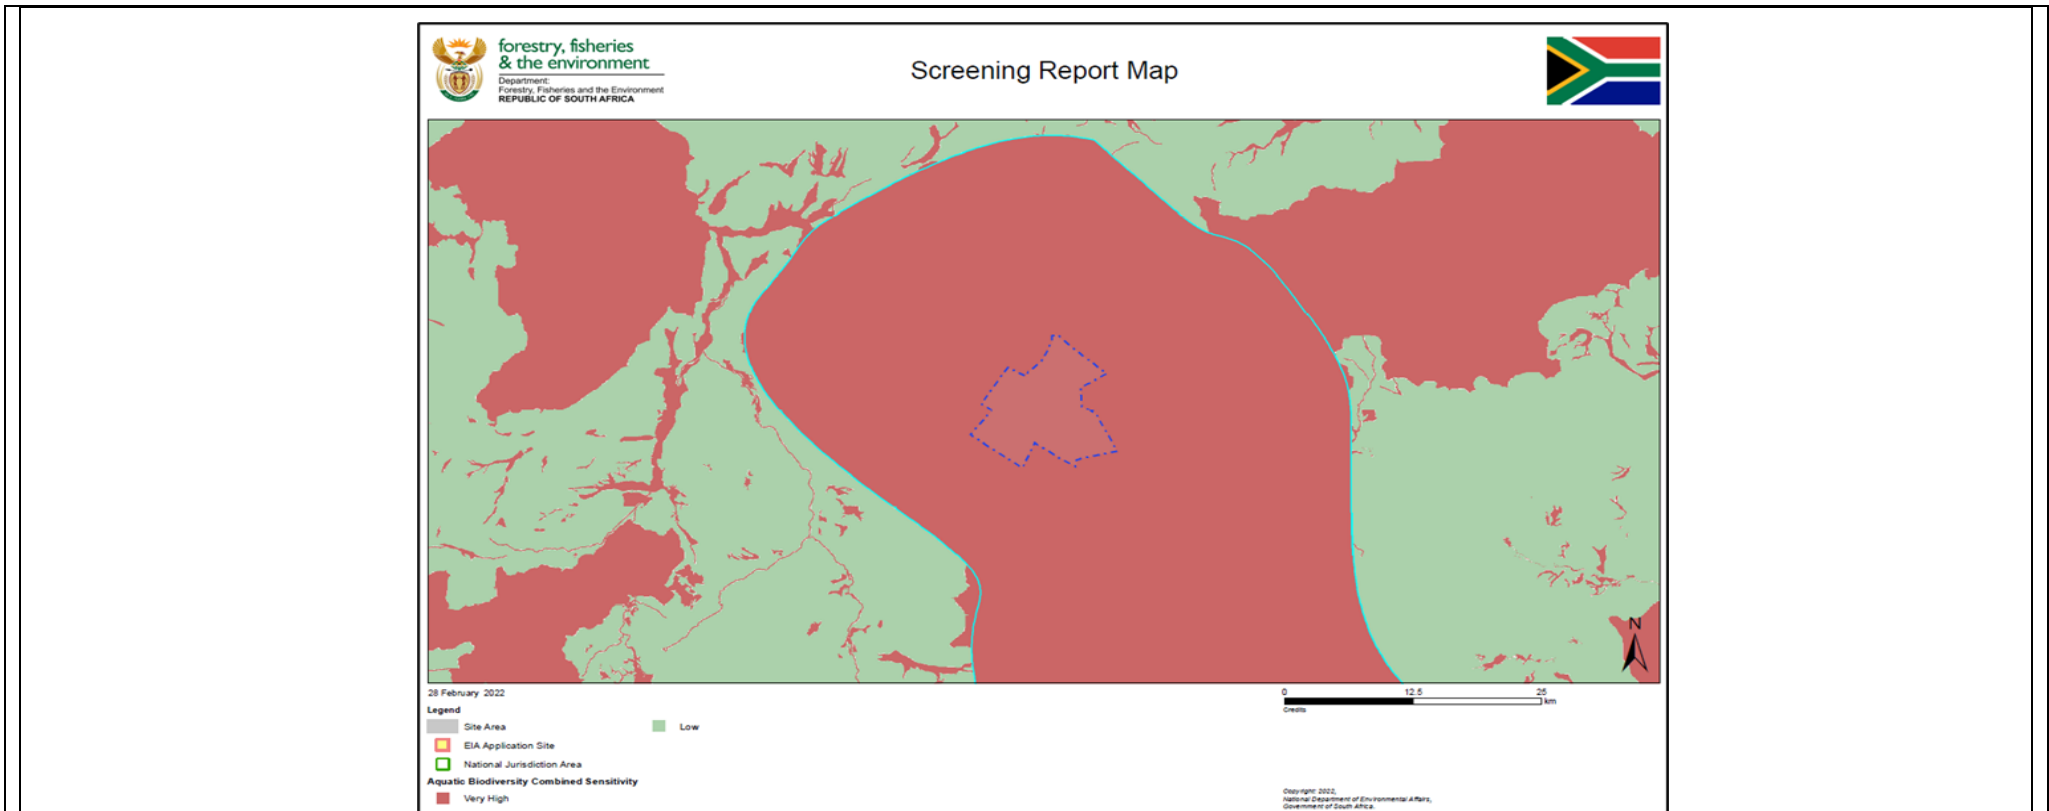 forestry, fisheries
& the environment
Department:
Forestry, Fisheries and the Environment
REPUBLIC OF SOUTH AFRICA
Screening Report Map
N
28 February 2022
0 12.5 25
km
Credits
Legend
Site Area
Low
EIA Application Site
National Jurisdiction Area
Aquatic Biodiversity Combined Sensitivity
Very High
Copyright: 2022,
National Department of Environmental Affairs,
Government of South Africa.